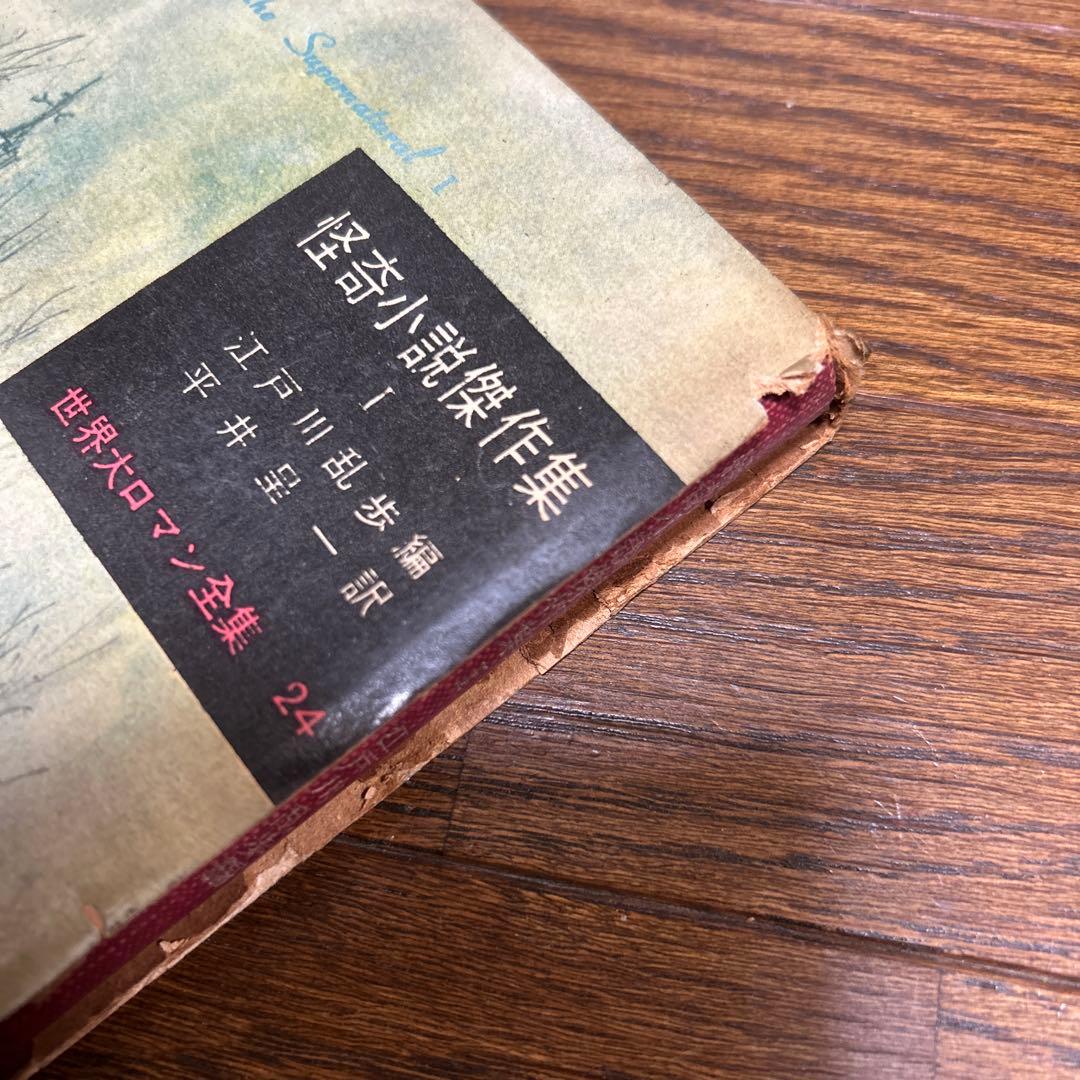 the Supernatural 1
怪奇小説傑作集
I
江戸川乱歩編
平井呈一訳
世界大ロマン全集 24